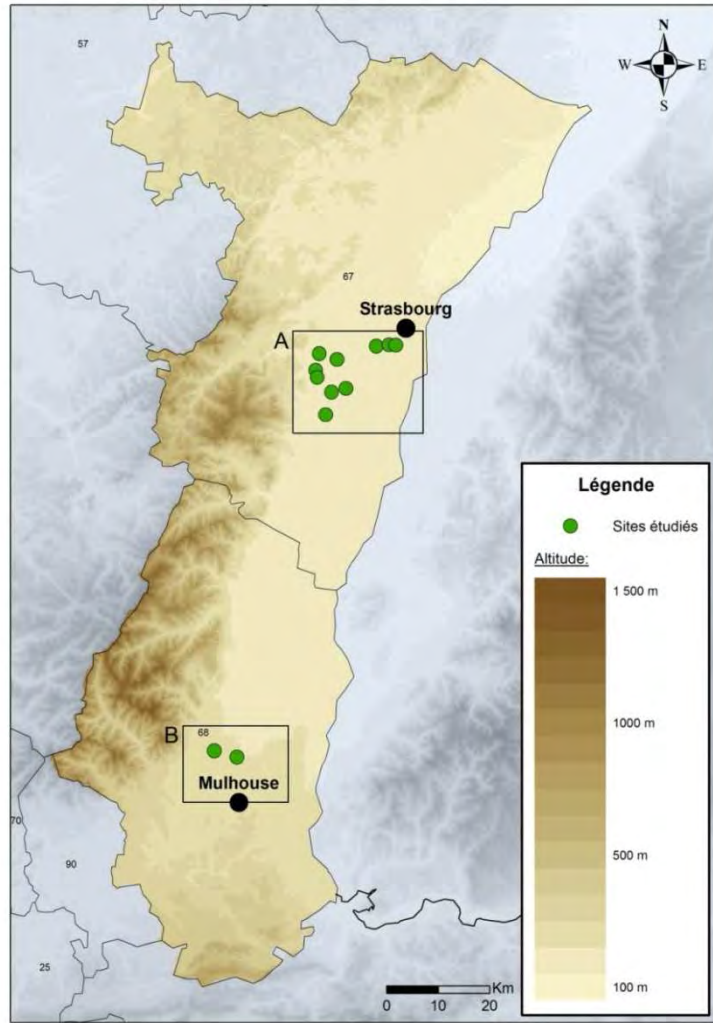 57
N
W E
S
67
Strasbourg
A
Légende
Sites étudiés
Altitude:
1 500 m
1000 m
500 m
100 m
B
68
Mulhouse
70
90
25
Km
0 10 20